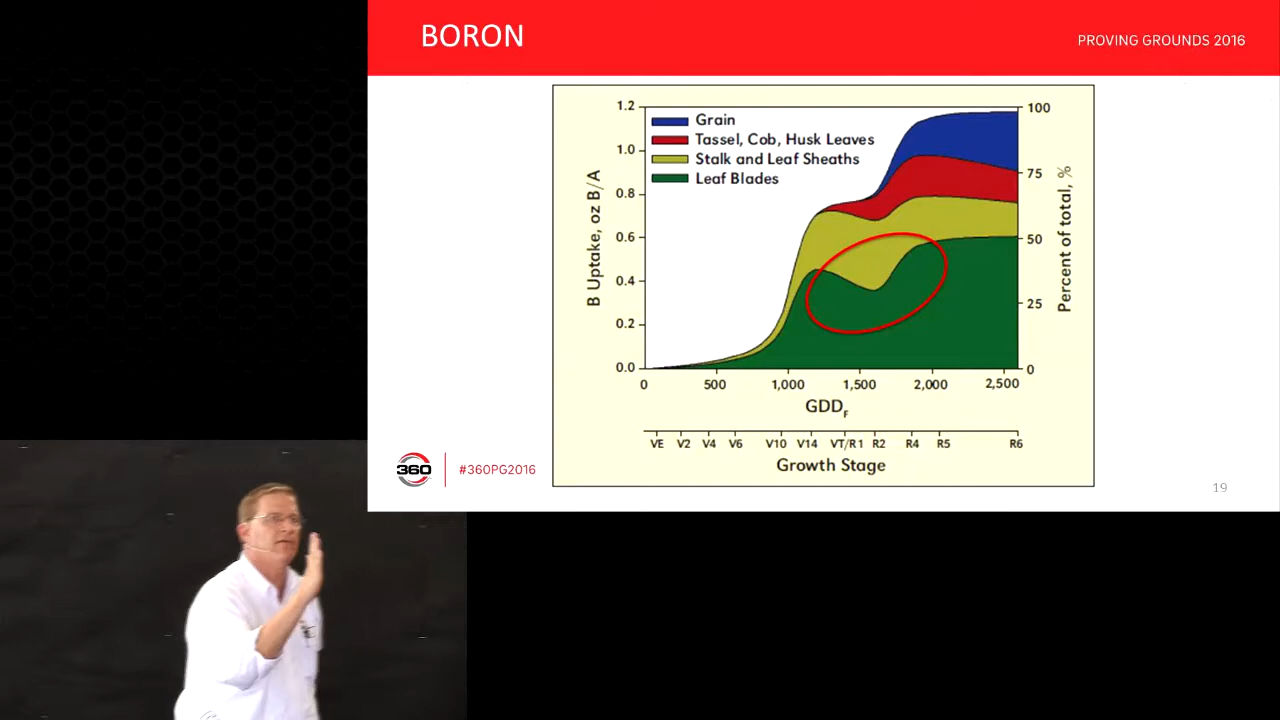 BORON
PROVING GROUNDS 2016
1.2
1.0
0.8
0.6
0.4
0.2
0.0
B Uptake, oz B/A
Grain
Tassel, Cob, Husk Leaves
Stalk and Leaf Sheaths
Leaf Blades
100
75
50
25
0
Percent of total, %
0 500 1,000 1,500 2,000 2,500
GDDF
VE V2 V4 V6 V10 V14 VT/R1 R2 R4 R5 R6
Growth Stage
360
#360PG2016
19